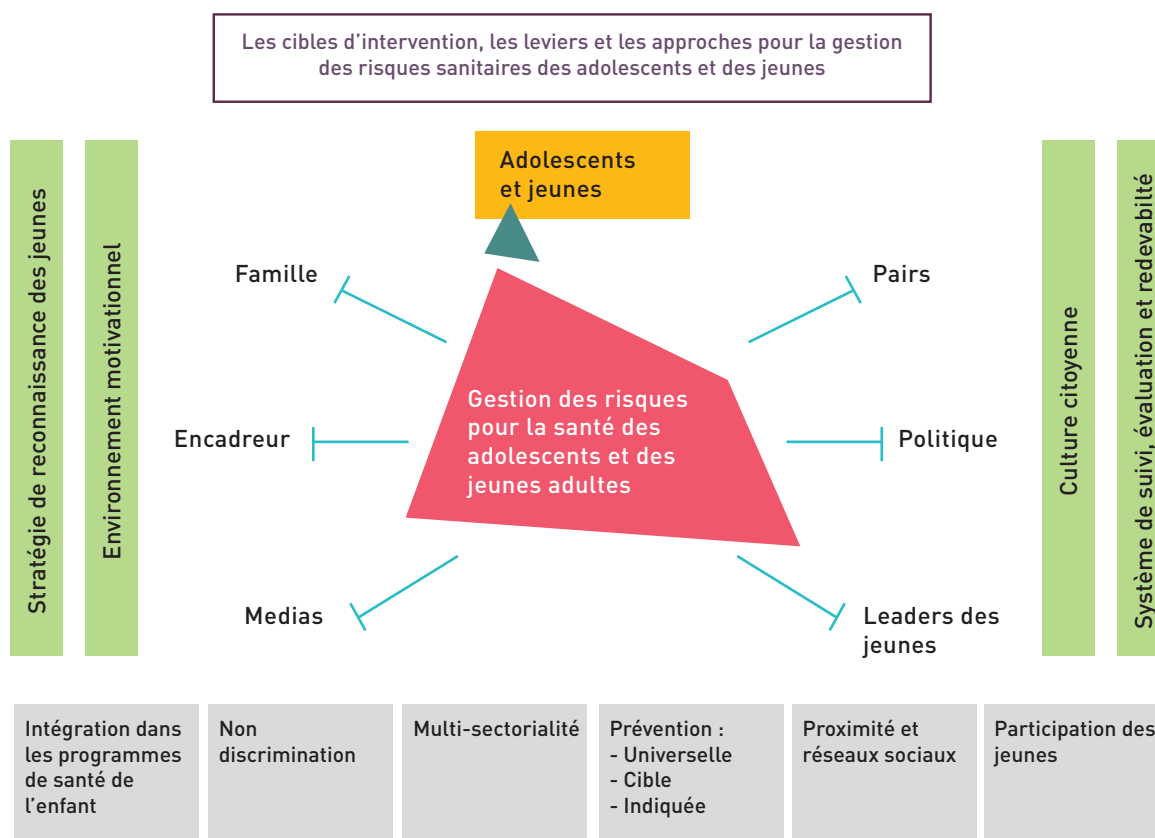 Les cibles d’intervention, les leviers et les approches pour la gestion
des risques sanitaires des adolescents et des jeunes
Adolescents
et jeunes
Stratégie de reconnaissance des jeunes
Environnement motivationnel
Famille
Pairs
Gestion des risques
pour la santé des
adolescents et des
jeunes adultes
Encadreur
Politique
Medias
Leaders des
jeunes
Culture citoyenne
Système de suivi, évaluation et redevabilté
Intégration dans
les programmes
de santé de
l’enfant
Non
discrimination
Multi-sectorialité
Prévention :
- Universelle
- Cible
- Indiquée
Proximité et
réseaux sociaux
Participation des
jeunes